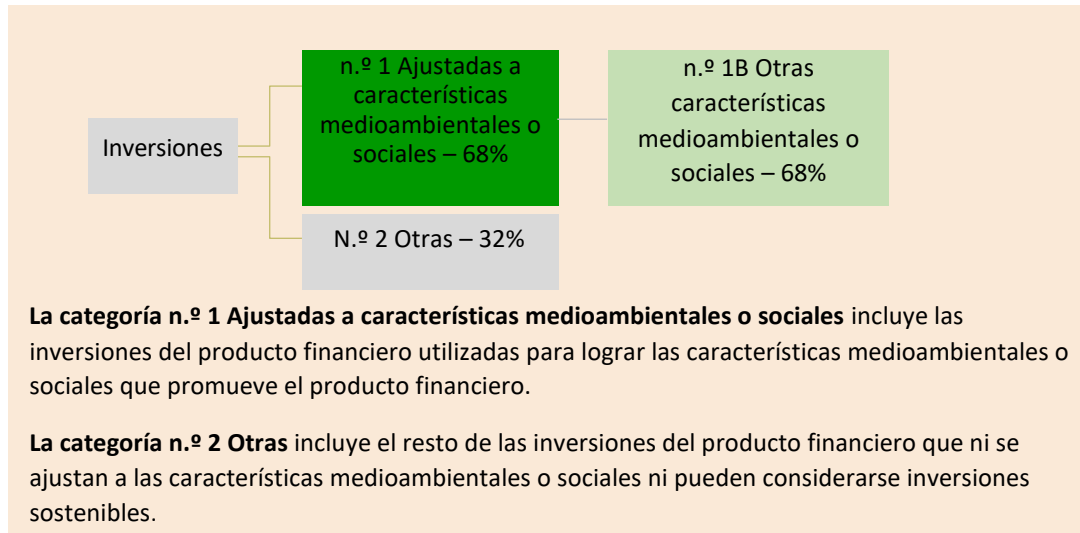 Inversiones
n.º 1 Ajustadas a
características
medioambientales o
sociales – 68%
n.º 1B Otras
características
medioambientales o
sociales – 68%
N.º 2 Otras – 32%
La categoría n.º 1 Ajustadas a características medioambientales o sociales incluye las
inversiones del producto financiero utilizadas para lograr las características medioambientales o
sociales que promueve el producto financiero.
La categoría n.º 2 Otras incluye el resto de las inversiones del producto financiero que ni se
ajustan a las características medioambientales o sociales ni pueden considerarse inversiones
sostenibles.